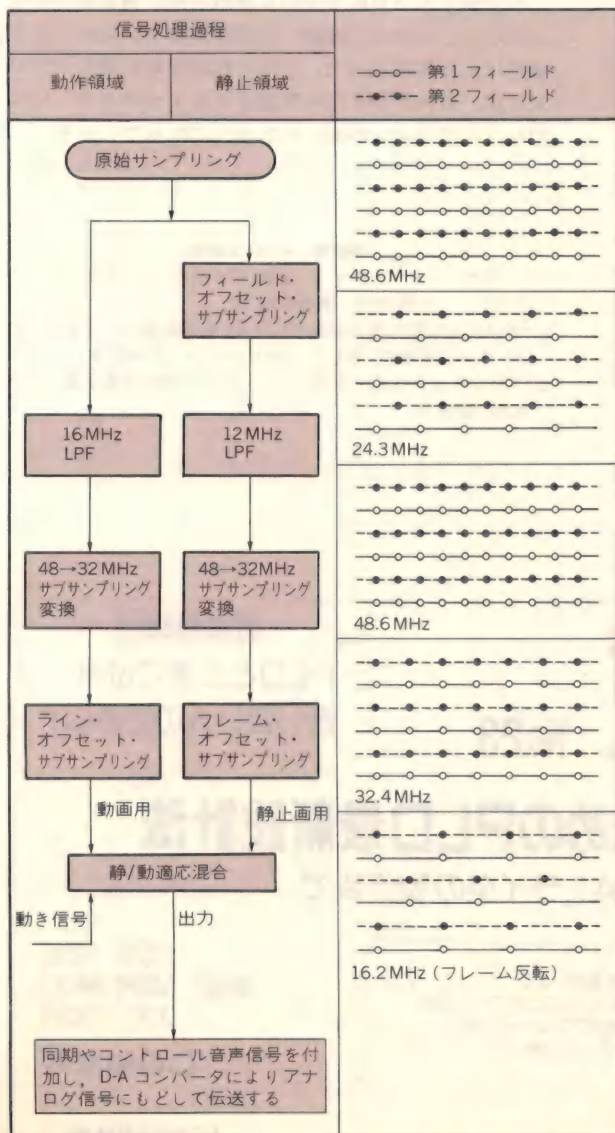 信号処理過程
動作領域
静止領域
第1フィールド
第2フィールド
原始サンプリング
フィールド・
オフセット・
サブサンプリング
48.6MHz
24.3MHz
16MHz
LPF
12MHz
LPF
48→32MHz
サブサンプリング
変換
48→32MHz
サブサンプリング
変換
48.6MHz
ライン・
オフセット・
サブサンプリング
フレーム・
オフセット・
サブサンプリング
動画用
静止画用
32.4MHz
静/動適応混合
動き信号
出力
16.2MHz (フレーム反転)
同期やコントロール音声信号を付
加し，D-Aコンバータによりアナ
ログ信号にもどして伝送する